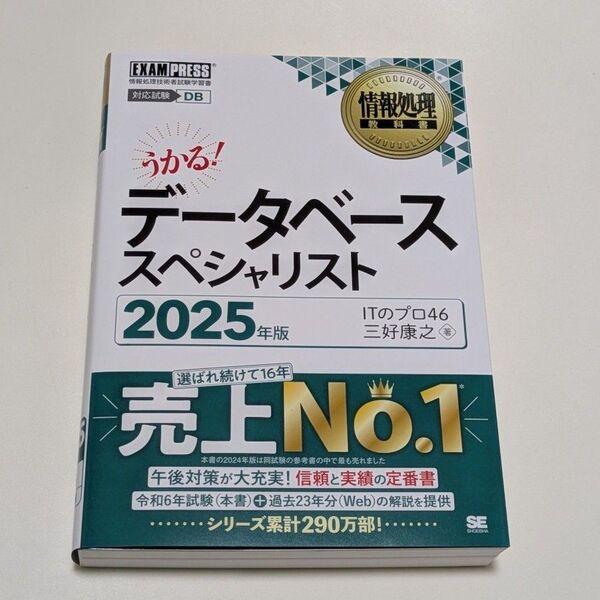 EXAMPRESS®
情報処理技術者試験学習書
対応試験 DB
情報処理
教科書
うかる!
データベース
スペシャリスト
2025年版
ITのプロ46
三好康之 著
選ばれ続けて16年
売上No.1*
本書の2024年版は同試験の参考書の中で最も売れました
午後対策が大充実!信頼と実績の定番書
令和6年試験(本書)+過去23年分(Web)の解説を提供
シリーズ累計290万部!
SE
SHOEISHA